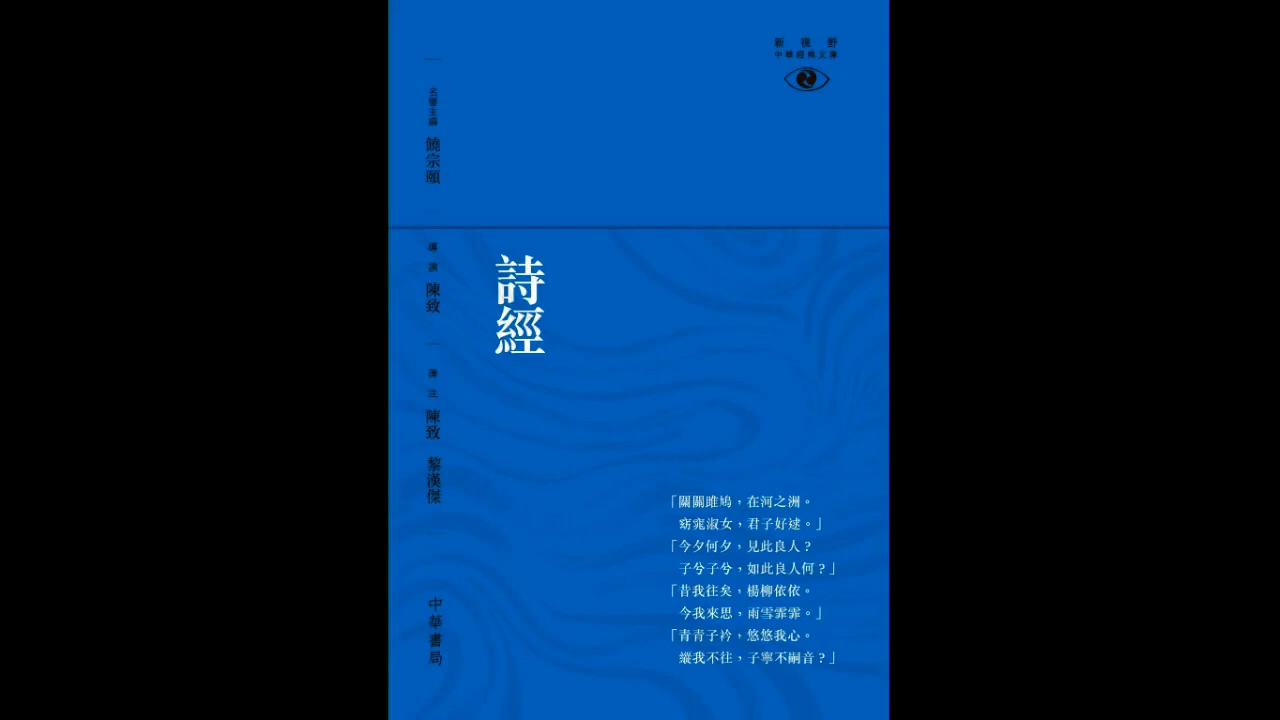 新視野
中華經典文庫
名譽主編
饒宗頤
導讀
陳致
譯注
陳致
黎漢傑
中華書局
詩經
「關關雎鳩，在河之洲。
窈窕淑女，君子好逑。」
「今夕何夕，見此良人？
子兮子兮，如此良人何？」
「昔我往矣，楊柳依依。
今我來思，雨雪霏霏。」
「青青子衿，悠悠我心。
縱我不往，子寧不嗣音？」